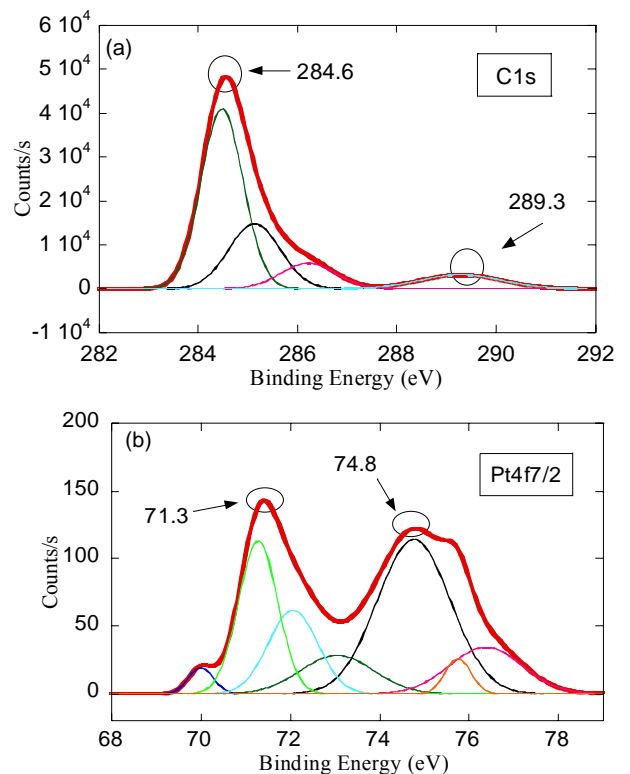 (a)
C1s
284.6
289.3
Counts/s
6 10⁴
5 10⁴
4 10⁴
3 10⁴
2 10⁴
1 10⁴
0
-1 10⁴
282 284 286 288 290 292
Binding Energy (eV)
(b)
Pt4f7/2
71.3
74.8
Counts/s
200
150
100
50
0
68 70 72 74 76 78
Binding Energy (eV)